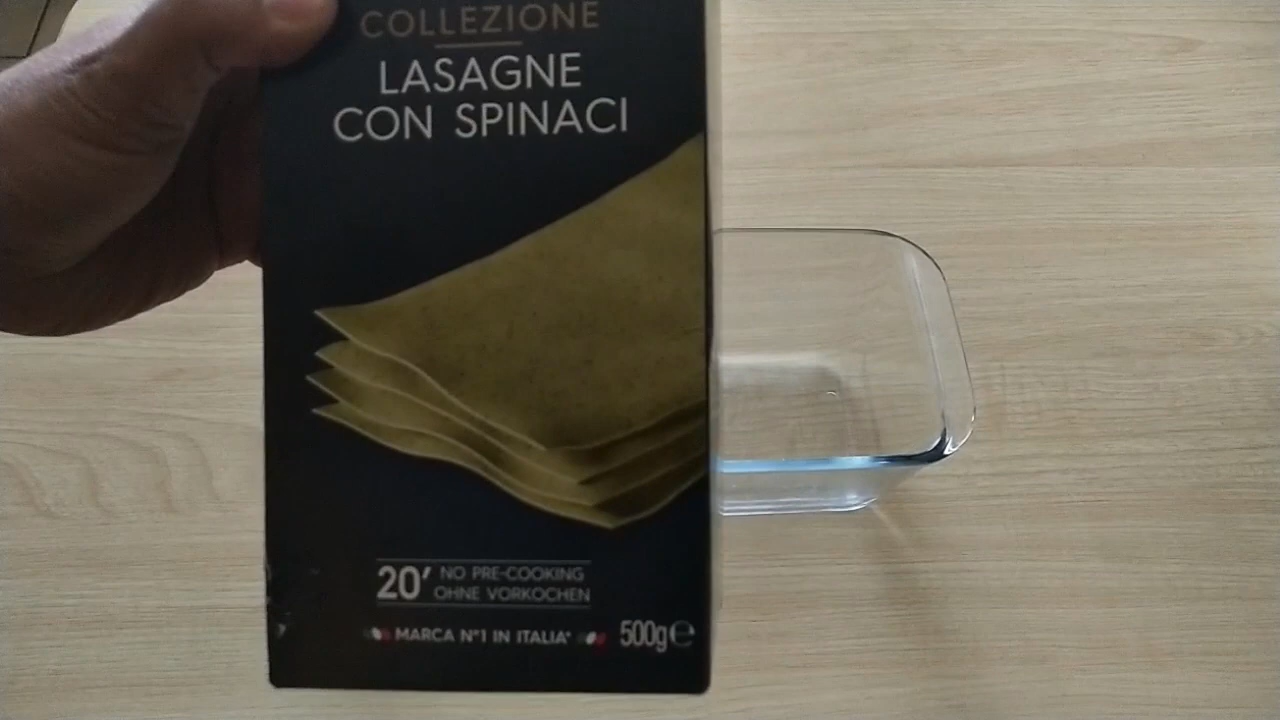 COLLEZIONE
LASAGNE
CON SPINACI
20' NO PRE-COOKING
OHNE VORKOCHEN
MARCA N°1 IN ITALIA*
500g e